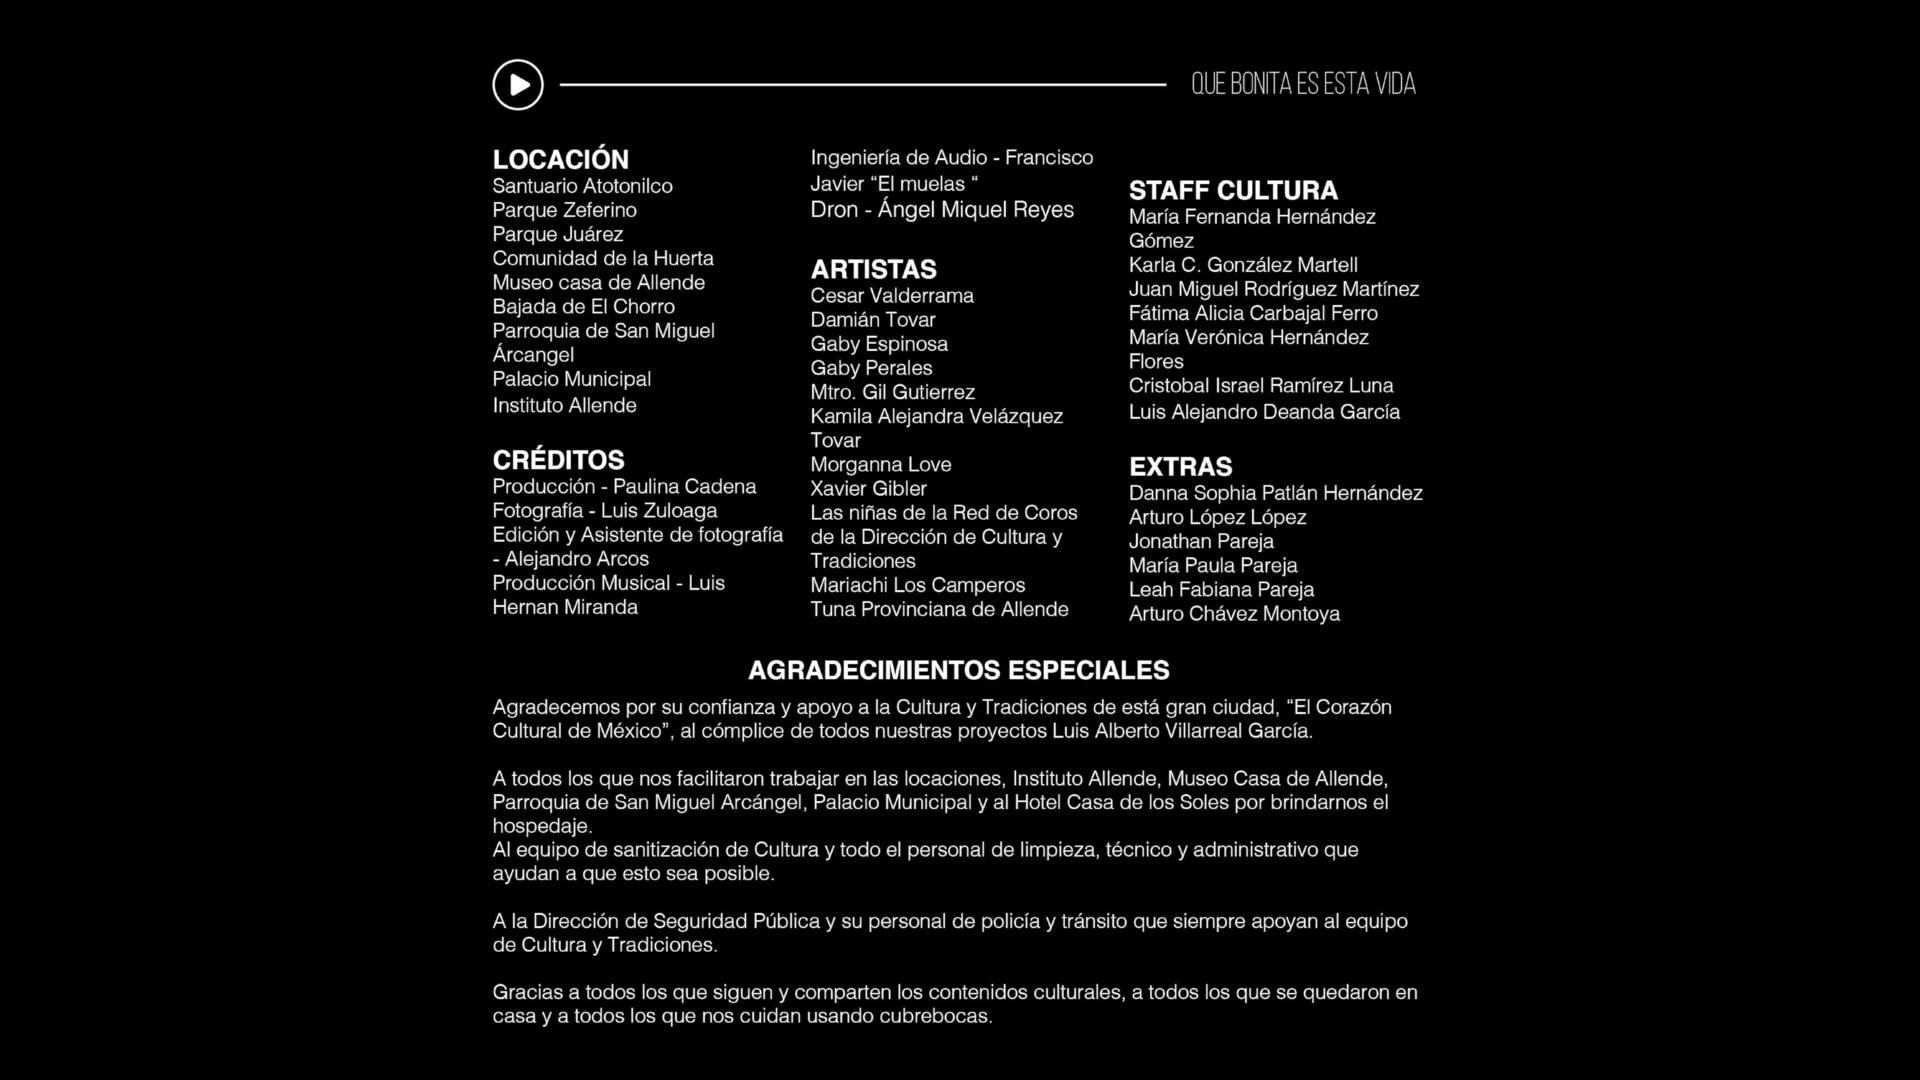 QUE BONITA ES ESTA VIDA
LOCACIÓN
Santuario Atotonilco
Parque Zeferino
Parque Juárez
Comunidad de la Huerta
Museo casa de Allende
Bajada de El Chorro
Parroquia de San Miguel
Árcangel
Palacio Municipal
Instituto Allende
CRÉDITOS
Producción - Paulina Cadena
Fotografía - Luis Zuloaga
Edición y Asistente de fotografía
- Alejandro Arcos
Producción Musical - Luis
Hernan Miranda
Ingeniería de Audio - Francisco
Javier “El muelas “
Dron - Ángel Miquel Reyes
ARTISTAS
Cesar Valderrama
Damián Tovar
Gaby Espinosa
Gaby Perales
Mtro. Gil Gutierrez
Kamila Alejandra Velázquez
Tovar
Morganna Love
Xavier Gibler
Las niñas de la Red de Coros
de la Dirección de Cultura y
Tradiciones
Mariachi Los Camperos
Tuna Provinciana de Allende
STAFF CULTURA
María Fernanda Hernández
Gómez
Karla C. González Martell
Juan Miguel Rodríguez Martínez
Fátima Alicia Carbajal Ferro
María Verónica Hernández
Flores
Cristobal Israel Ramírez Luna
Luis Alejandro Deanda García
EXTRAS
Danna Sophia Patlán Hernández
Arturo López López
Jonathan Pareja
María Paula Pareja
Leah Fabiana Pareja
Arturo Chávez Montoya
AGRADECIMIENTOS ESPECIALES
Agradecemos por su confianza y apoyo a la Cultura y Tradiciones de está gran ciudad, “El Corazón
Cultural de México”, al cómplice de todos nuestras proyectos Luis Alberto Villarreal García.
A todos los que nos facilitaron trabajar en las locaciones, Instituto Allende, Museo Casa de Allende,
Parroquia de San Miguel Arcángel, Palacio Municipal y al Hotel Casa de los Soles por brindarnos el
hospedaje.
Al equipo de sanitización de Cultura y todo el personal de limpieza, técnico y administrativo que
ayudan a que esto sea posible.
A la Dirección de Seguridad Pública y su personal de policía y tránsito que siempre apoyan al equipo
de Cultura y Tradiciones.
Gracias a todos los que siguen y comparten los contenidos culturales, a todos los que se quedaron en
casa y a todos los que nos cuidan usando cubrebocas.